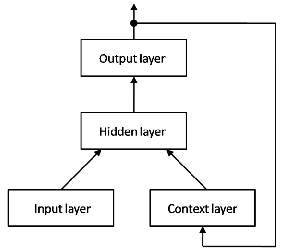 Output layer
Hidden layer
Input layer
Context layer